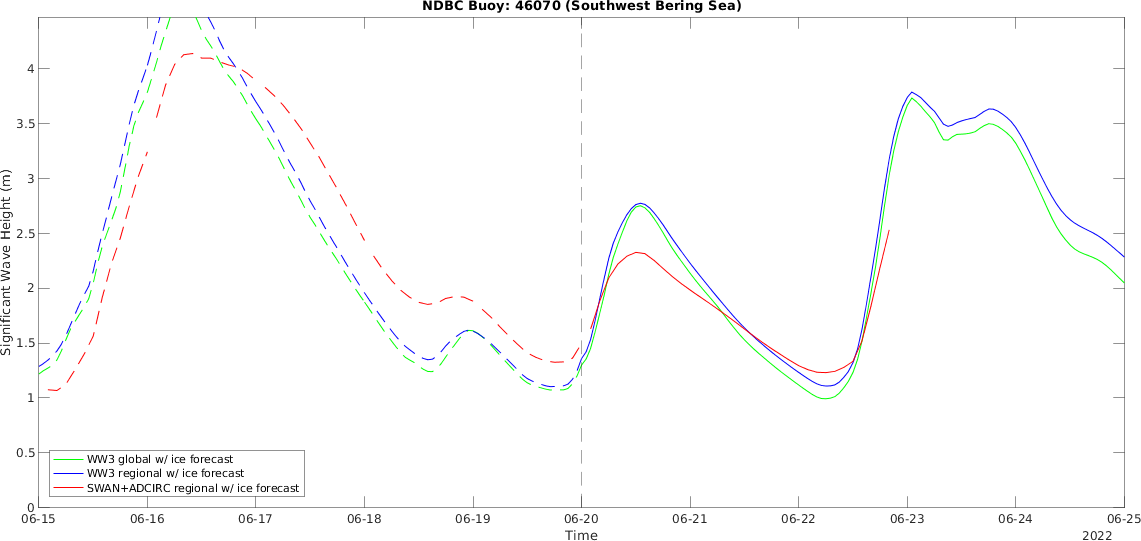 NDBC Buoy: 46070 (Southwest Bering Sea)
Significant Wave Height (m)
4
3.5
3
2.5
2
1.5
1
0.5
0
WW3 global w/ ice forecast
WW3 regional w/ ice forecast
SWAN+ADCIRC regional w/ ice forecast
06-15 06-16 06-17 06-18 06-19 06-20 06-21 06-22 06-23 06-24 06-25
Time
2022